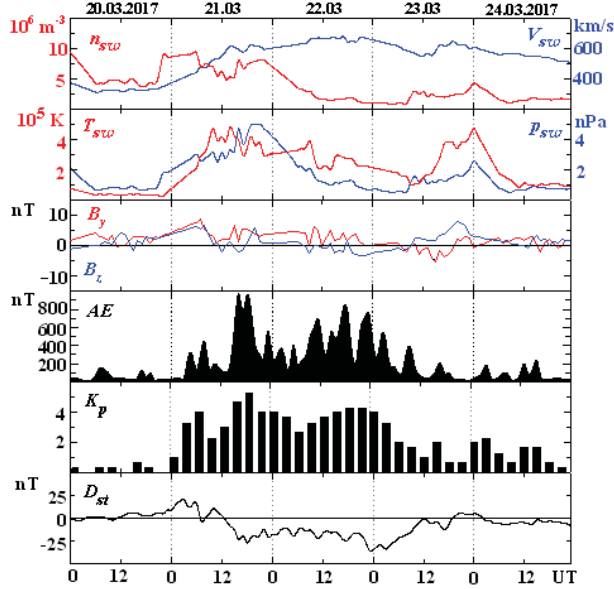 20.03.2017 21.03 22.03 23.03 24.03.2017
10⁶ m⁻³ n_sw V_sw km/s
10 600
5 400
10⁵ K T_sw p_sw nPa
4 4
2 2
nT
10 B_y
0
-10 B_z
nT
800 AE
600
400
200
K_p
4
2
nT D_st
25
0
-25
0 12 0 12 0 12 0 12 0 12 UT